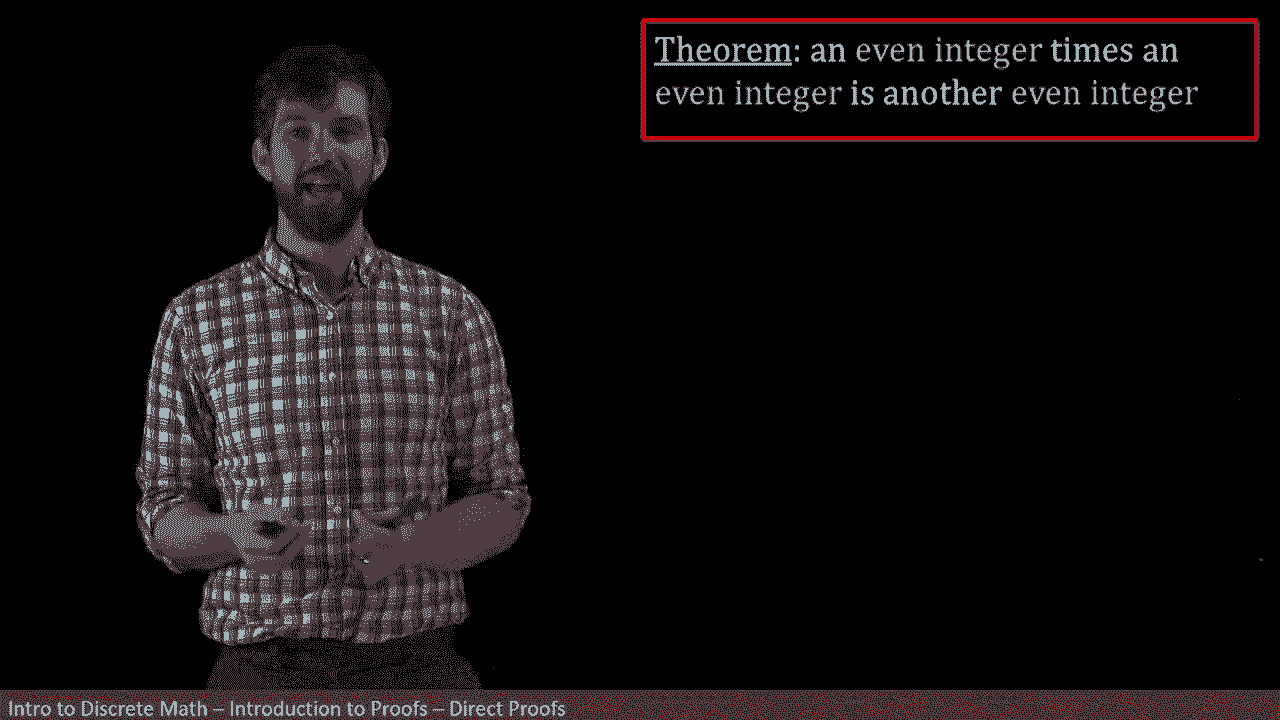 Theorem: an even integer times an
even integer is another even integer
Intro to Discrete Math – Introduction to Proofs – Direct Proofs